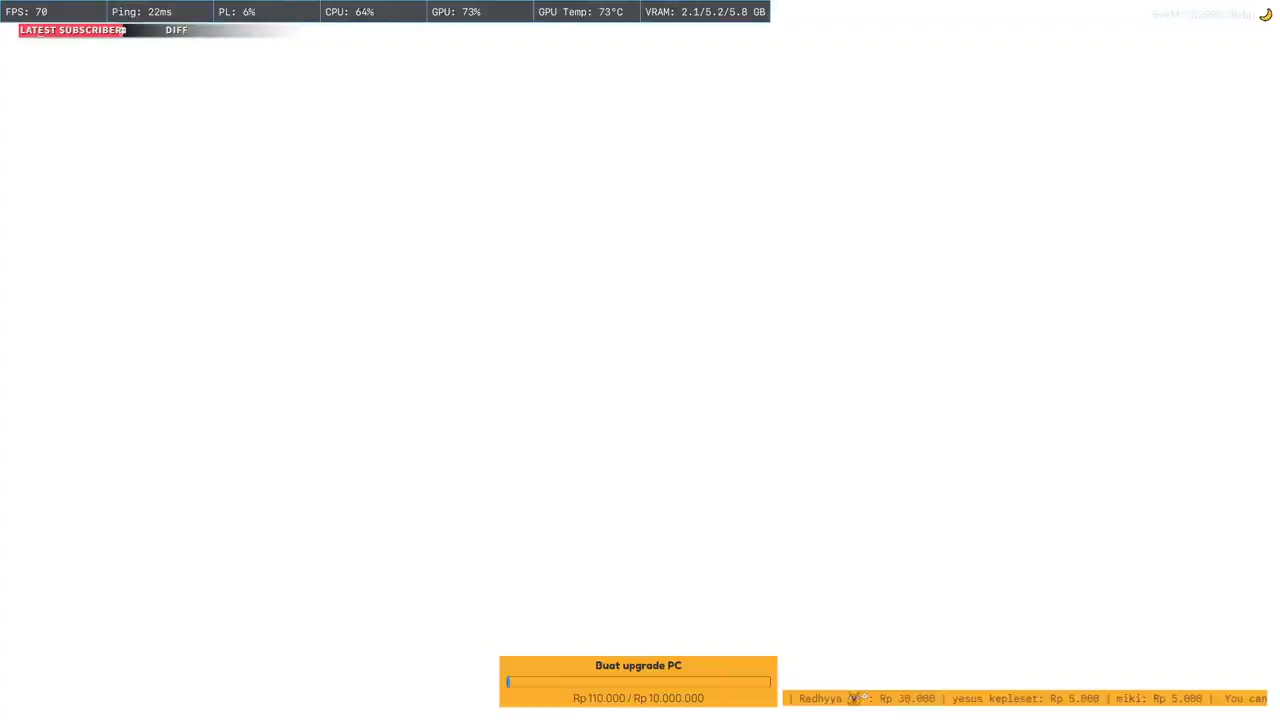 FPS: 70 Ping: 22ms PL: 6% CPU: 64% GPU: 73% GPU Temp: 73°C VRAM: 2.1/5.2/5.8 GB
LATEST SUBSCRIBER DIFF
Buat upgrade PC
Rp 110.000 / Rp 10.000.000
| Radhyya : Rp 30.000 | yesus kepleset: Rp 5.000 | miki: Rp 5.000 | You can